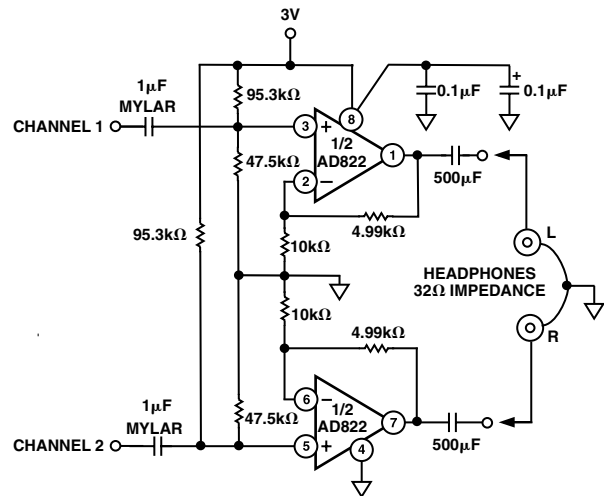 3V
1μF
MYLAR
95.3kΩ
CHANNEL 1
3
+
8
1/2
AD822
1
0.1μF
+
0.1μF
47.5kΩ
2
−
500μF
95.3kΩ
4.99kΩ
10kΩ
L
HEADPHONES
32Ω IMPEDANCE
10kΩ
4.99kΩ
R
1μF
MYLAR
47.5kΩ
6
−
1/2
AD822
7
500μF
CHANNEL 2
5
+
4